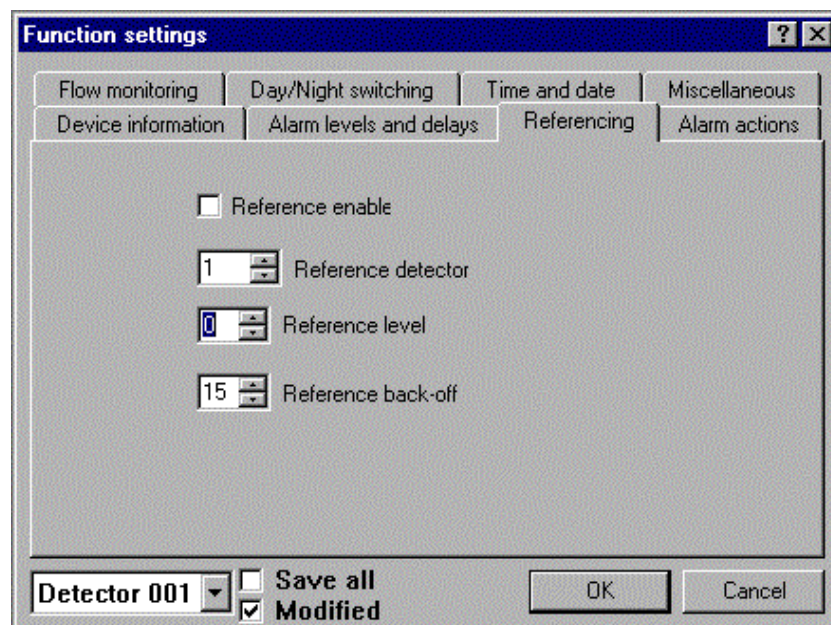 Function settings
Flow monitoring Day/Night switching Time and date Miscellaneous
Device information Alarm levels and delays Referencing Alarm actions
Reference enable
1 Reference detector
0 Reference level
15 Reference back-off
Detector 001 Save all
Modified
OK Cancel